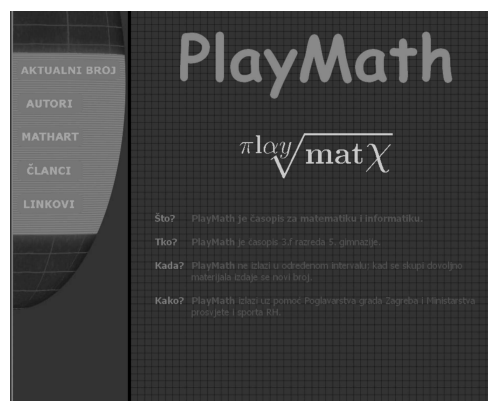 PlayMath
AKTUALNI BROJ
AUTORI
MATHART
ČLANCI
LINKOVI
πlαy√matχ
Što? PlayMath je časopis za matematiku i informatiku.
Tko? PlayMath je časopis 3.f razreda 5. gimnazije.
Kada? PlayMath ne izlazi u određenom intervalu: kad se skupi dovoljno
materijala izdaje se novi broj.
Kako? PlayMath izlazi uz pomoć Poglavarstva grada Zagreba i Ministarstva
prosvjete i sporta RH.